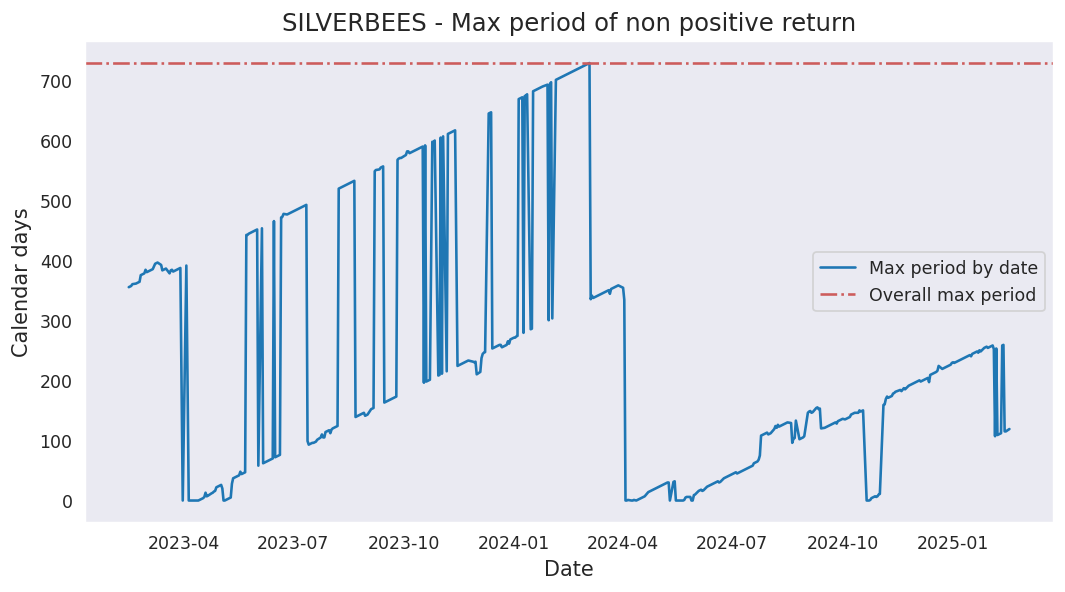 SILVERBEES - Max period of non positive return
Calendar days
700
600
500
400
300
200
100
0
Max period by date
Overall max period
2023-04 2023-07 2023-10 2024-01 2024-04 2024-07 2024-10 2025-01
Date